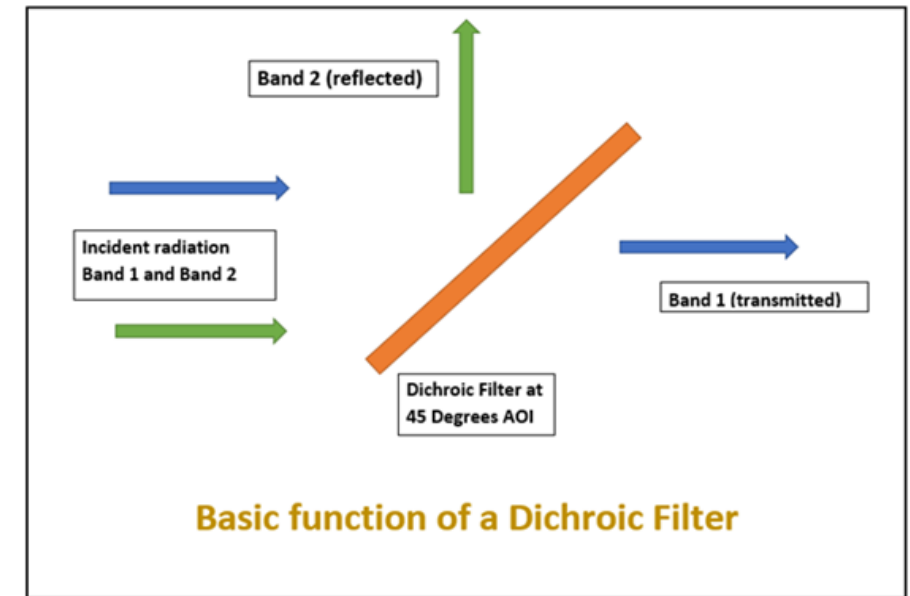 Band 2 (reflected)
Incident radiation
Band 1 and Band 2
Band 1 (transmitted)
Dichroic Filter at
45 Degrees AOI
Basic function of a Dichroic Filter